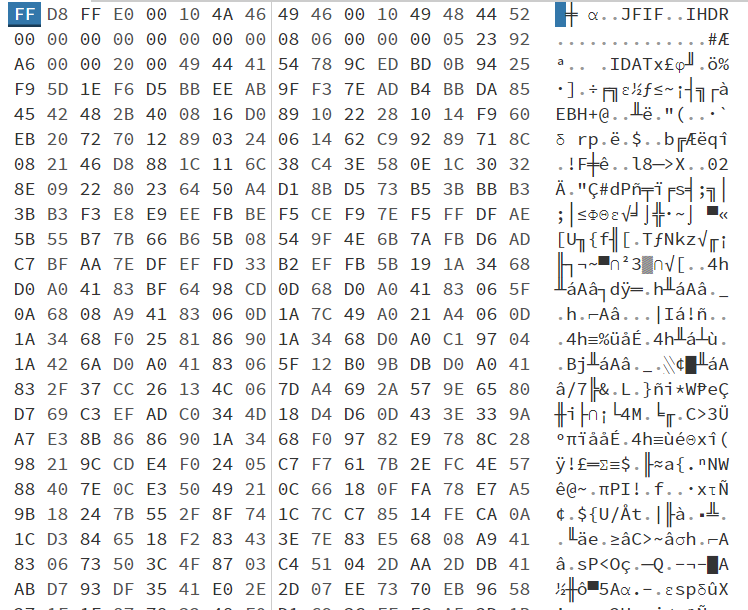 FF D8 FF E0 00 10 4A 46 49 46 00 10 49 48 44 52 ╪ α..JFIF..IHDR
00 00 00 00 00 00 00 00 08 06 00 00 00 05 23 92 ..............#Æ
A6 00 00 20 00 49 44 41 54 78 9C ED BD 0B 94 25 ª.. .IDATx£φ╜.ö%
F9 5D 1E F6 D5 BB EE AB 9F F3 7E AD B4 BB DA 85 ∙].÷╒╗ε½ƒ≤~¡┤╗┌à
45 42 48 2B 40 08 16 D0 89 10 22 28 10 14 F9 60 EBH+@..╨ë."(..∙`
EB 20 72 70 12 89 03 24 06 14 62 C9 92 89 71 8C δ rp.ë.$..b╔Æëqî
08 21 46 D8 88 1C 11 6C 38 C4 3E 58 0E 1C 30 32 .!F╪ê..l8─>X..02
8E 09 22 80 23 64 50 A4 D1 8B D5 73 B5 3B BB B3 Ä."Ç#dPñ╤ï╒s╡;╗│
3B B3 F3 E8 E9 EE FB BE F5 CE F9 7E F5 FF DF AE ;│≤Φ⊖ε√╛⌡╬∙~⌡ ▀«
5B 55 B7 7B 66 B6 5B 08 54 9F 4E 6B 7A FB D6 AD [U╖{f╢[.TƒNkz√╓¡
C7 BF AA 7E DF EF FD 33 B2 EF FB 5B 19 1A 34 68 ╟┐¬~▀∩²3▓∩√[..4h
D0 A0 41 83 BF 64 98 CD 0D 68 D0 A0 41 83 06 5F ╨áAâ┐dÿ═.h╨áAâ._
0A 68 08 A9 41 83 06 0D 1A 7C 49 A0 21 A4 06 0D .h.⌐Aâ...|Iá!ñ..
1A 34 68 F0 25 81 86 90 1A 34 68 D0 A0 C1 97 04 .4h≡%üåÉ.4h╨á┴ù.
1A 42 6A D0 A0 41 83 06 5F 12 B0 9B DB D0 A0 41 .Bj╨áAâ._.░¢█╨áA
83 2F 37 CC 26 13 4C 06 7D A4 69 2A 57 9E 65 80 â/7╠&.L.}ñi*W₧eÇ
D7 69 C3 EF AD C0 34 4D 18 D4 D6 0D 43 3E 33 9A ╫i├∩¡└4M.╘╓.C>3Ü
A7 E3 8B 86 86 90 1A 34 68 F0 97 82 E9 78 8C 28 ºπïååÉ.4h≡ùé⊖xî(
98 21 9C CD E4 F0 24 05 C7 F7 61 7B 2E FC 4E 57 ÿ!£═Σ≡$.╟≈a{.ⁿNW
88 40 7E 0C E3 50 49 21 0C 66 18 0F FA 78 E7 A5 ê@~.πPI!.f..·xτÑ
9B 18 24 7B 55 2F 8F 74 1C 7C C7 85 14 FE CA 0A ¢.${U/Åt.|╟à.■╩.
1C D3 84 65 18 F2 83 43 3E 7E 83 E5 68 08 A9 41 .╙äe.≥âC>~âσh.⌐A
83 06 73 50 3C 4F 87 03 C4 51 04 2D AA 2D DB 41 â.sP<Oç.─Q.-¬-█A
AB D7 93 DF 35 41 E0 2E 2D 07 EE 73 70 EB 96 58 ½╫ô▀5Aα.-.εspδûX